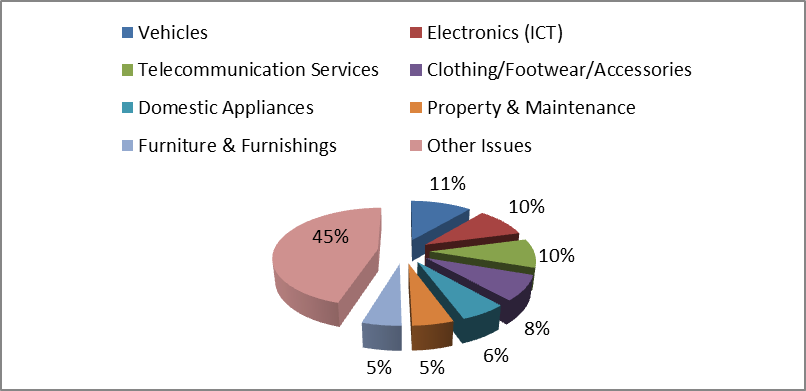 Vehicles
Electronics (ICT)
Telecommunication Services
Clothing/Footwear/Accessories
Domestic Appliances
Property & Maintenance
Furniture & Furnishings
Other Issues
11%
10%
10%
8%
6%
5%
5%
45%